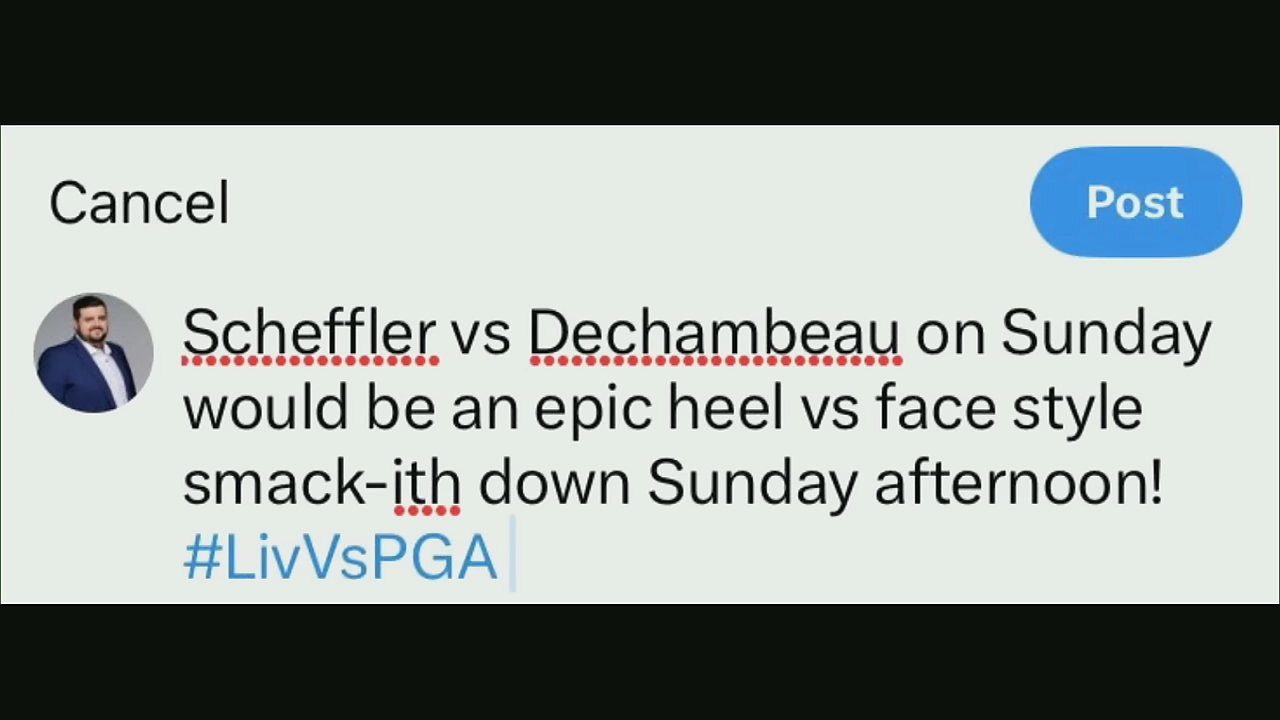 Cancel
Post
Scheffler vs Dechambeau on Sunday
would be an epic heel vs face style
smack-ith down Sunday afternoon!
#LivVsPGA